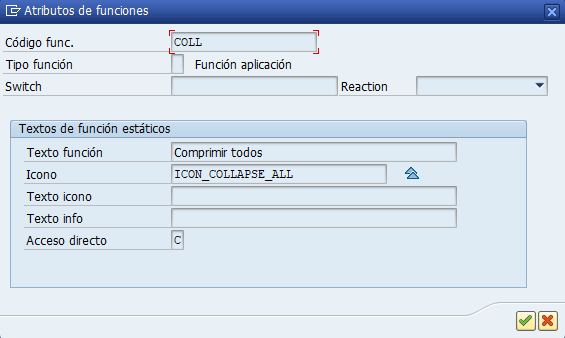 Atributos de funciones
Código func. COLL
Tipo función Función aplicación
Switch Reaction
Textos de función estáticos
Texto función Comprimir todos
Icono ICON_COLLAPSE_ALL
Texto icono
Texto info
Acceso directo C